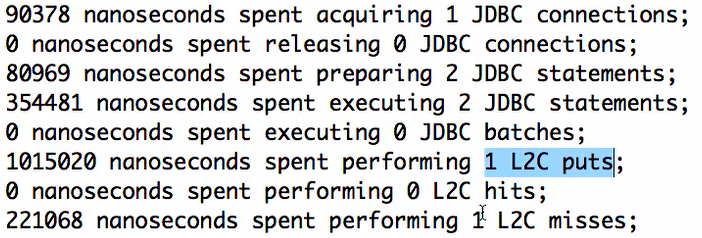 90378 nanoseconds spent acquiring 1 JDBC connections;
0 nanoseconds spent releasing 0 JDBC connections;
80969 nanoseconds spent preparing 2 JDBC statements;
354481 nanoseconds spent executing 2 JDBC statements;
0 nanoseconds spent executing 0 JDBC batches;
1015020 nanoseconds spent performing 1 L2C puts;
0 nanoseconds spent performing 0 L2C hits;
221068 nanoseconds spent performing 1 L2C misses;